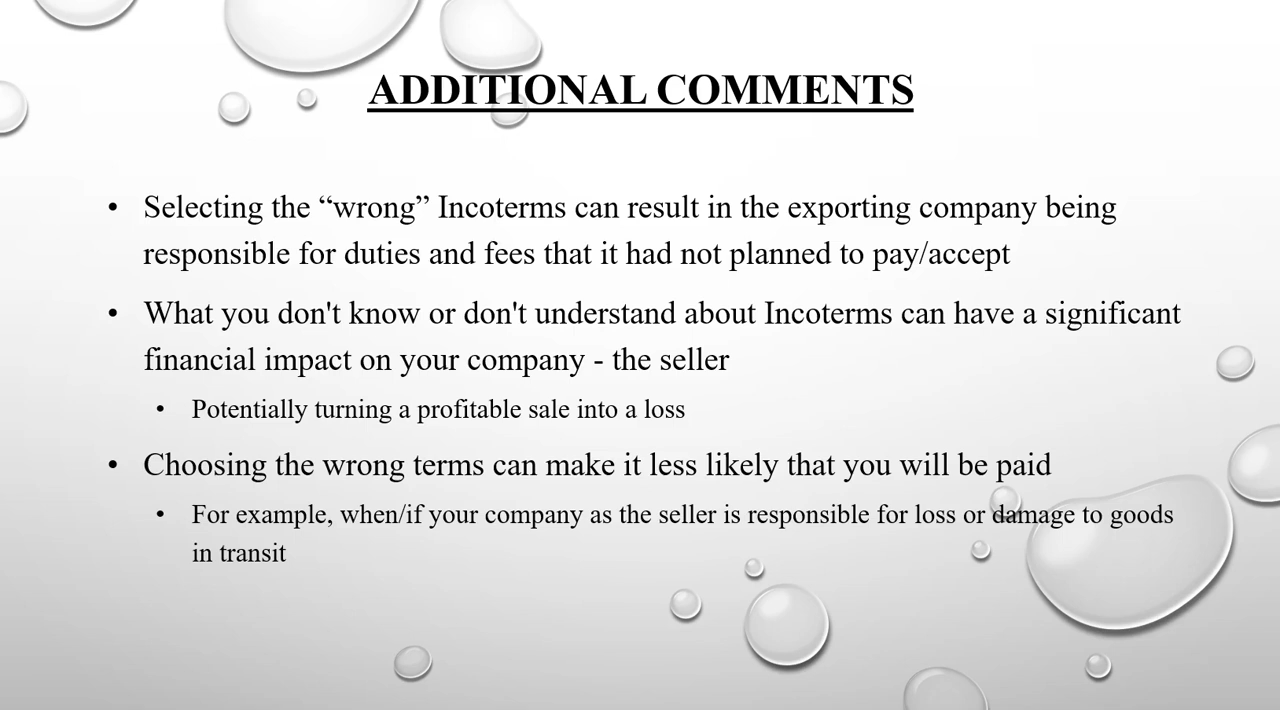 ADDITIONAL COMMENTS
• Selecting the “wrong” Incoterms can result in the exporting company being
responsible for duties and fees that it had not planned to pay/accept
• What you don't know or don't understand about Incoterms can have a significant
financial impact on your company - the seller
• Potentially turning a profitable sale into a loss
• Choosing the wrong terms can make it less likely that you will be paid
• For example, when/if your company as the seller is responsible for loss or damage to goods
in transit